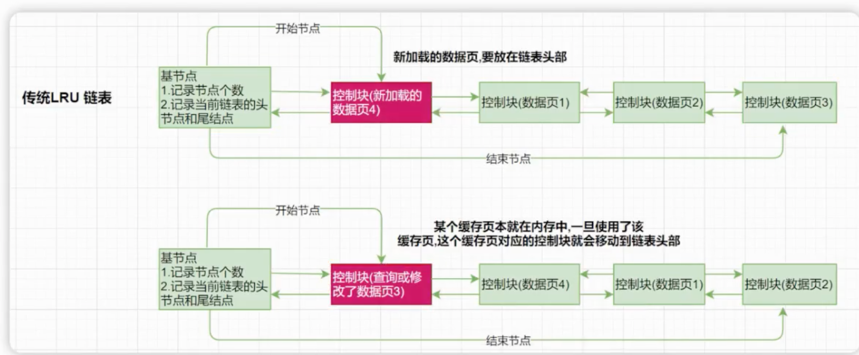 开始节点
新加载的数据页,要放在链表头部
传统LRU 链表
基节点
1.记录节点个数
2.记录当前链表的头
节点和尾结点
控制块(新加载的
数据页4)
控制块(数据页1)
控制块(数据页2)
控制块(数据页3)
结束节点
开始节点
某个缓存页本就在内存中,一旦使用了该
缓存页,这个缓存页对应的控制块就会移动到链表头部
基节点
1.记录节点个数
2.记录当前链表的头
节点和尾结点
控制块(查询或修
改了数据页3)
控制块(数据页4)
控制块(数据页1)
控制块(数据页2)
结束节点